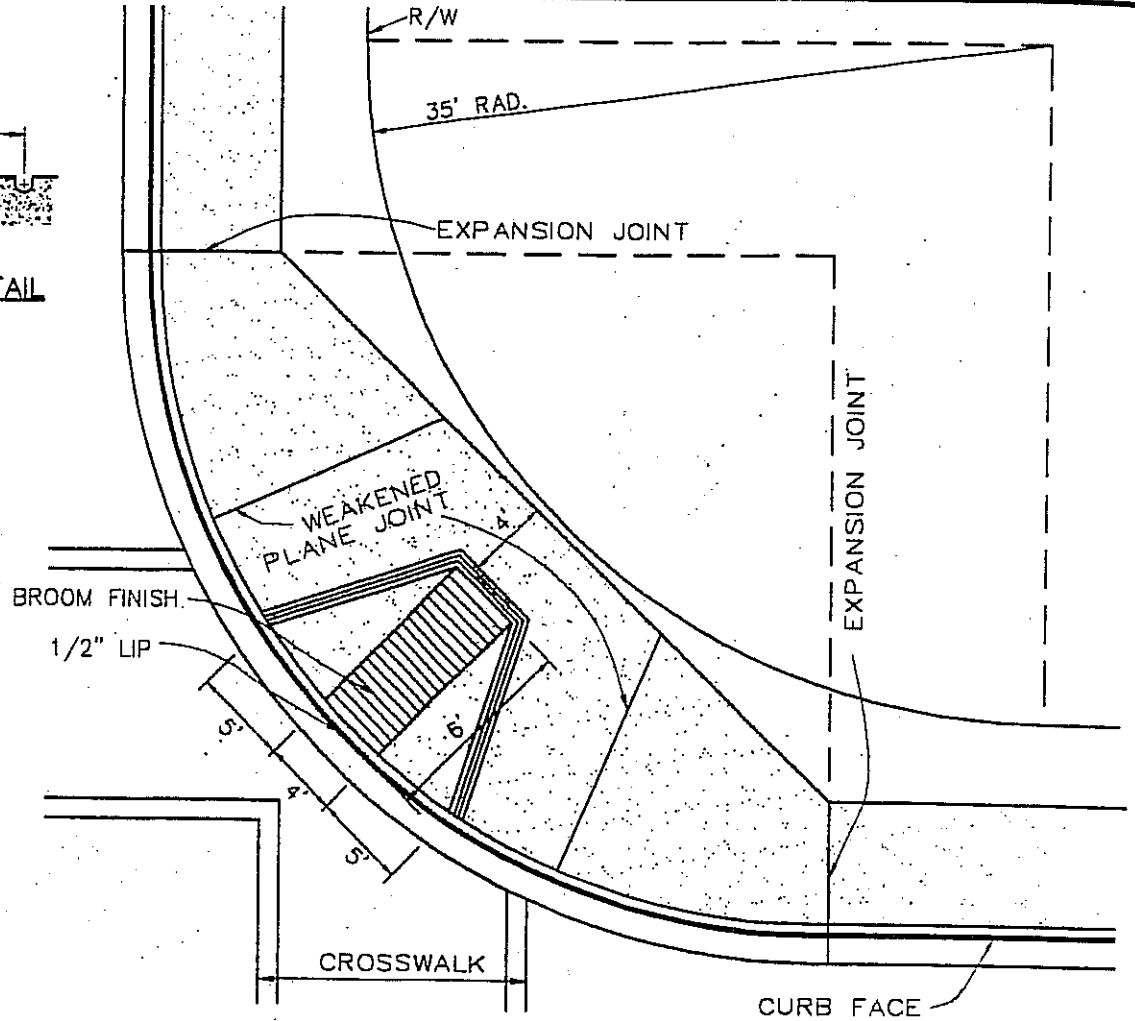 R/W
35' RAD.
EXPANSION JOINT
TAIL
EXPANSION JOINT
WEAKENED
PLANE JOINT
4'
BROOM FINISH
1/2" LIP
6'
5'
4'
5'
CROSSWALK
CURB FACE